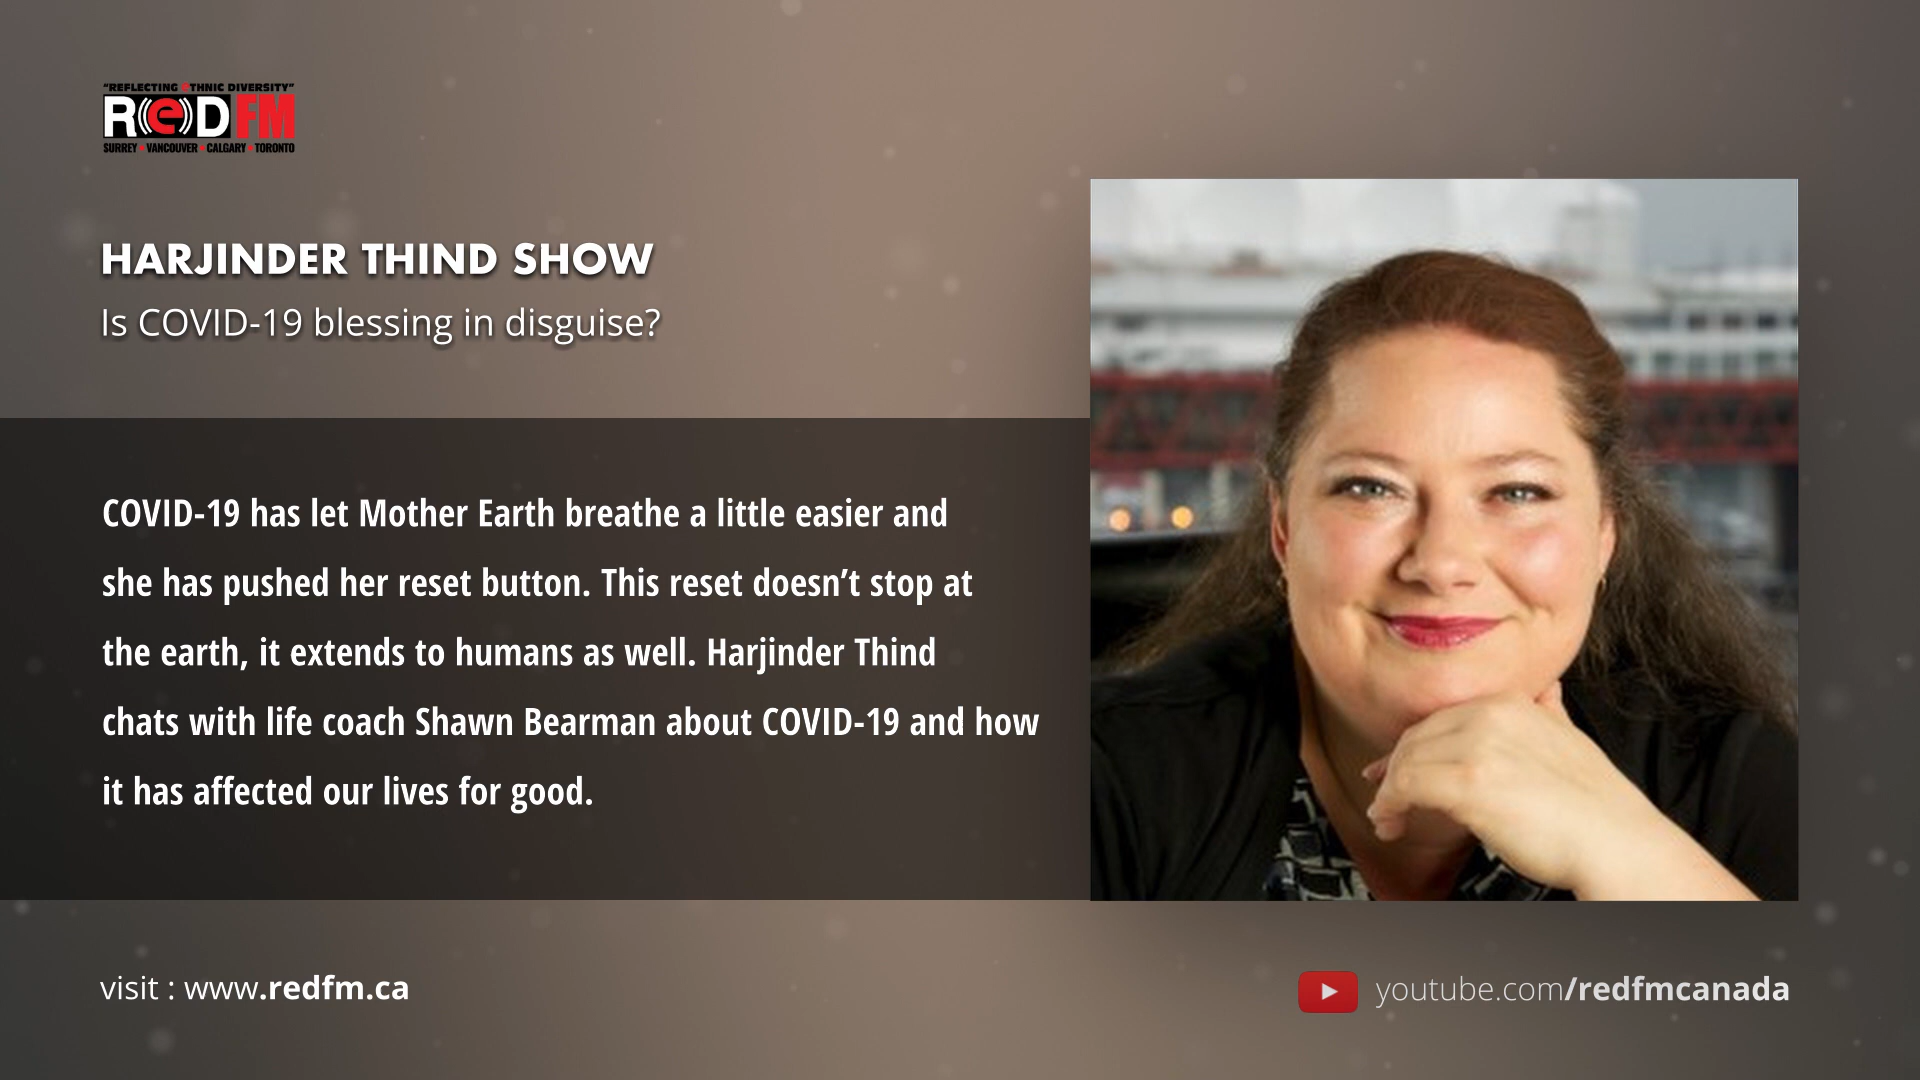 "REFLECTING ETHNIC DIVERSITY"
ReD FM
SURREY • VANCOUVER • CALGARY • TORONTO
HARJINDER THIND SHOW
Is COVID-19 blessing in disguise?
COVID-19 has let Mother Earth breathe a little easier and
she has pushed her reset button. This reset doesn’t stop at
the earth, it extends to humans as well. Harjinder Thind
chats with life coach Shawn Bearman about COVID-19 and how
it has affected our lives for good.
visit : www.redfm.ca
youtube.com/redfmcanada